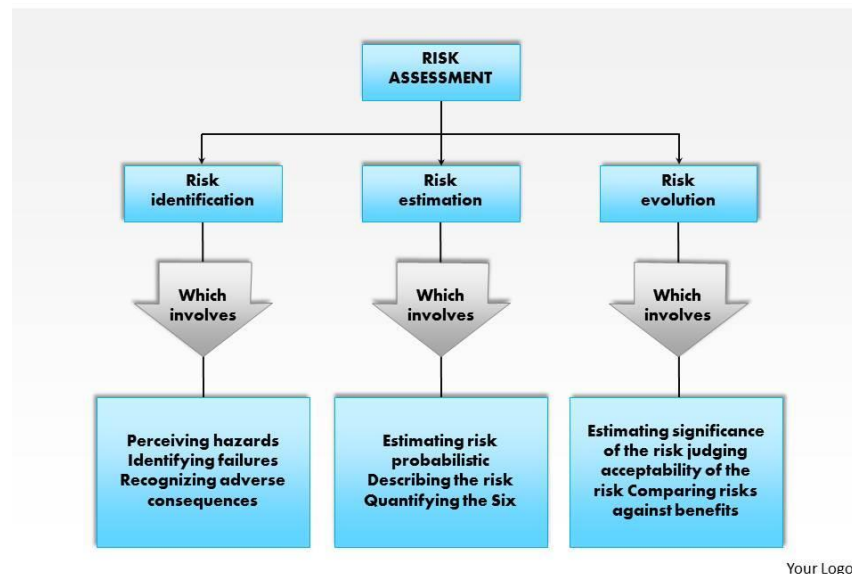 RISK
ASSESSMENT
Risk
identification
Risk
estimation
Risk
evolution
Which
involves
Which
involves
Which
involves
Perceiving hazards
Identifying failures
Recognizing adverse
consequences
Estimating risk
probabilistic
Describing the risk
Quantifying the Six
Estimating significance
of the risk judging
acceptability of the
risk Comparing risks
against benefits
Your Logo